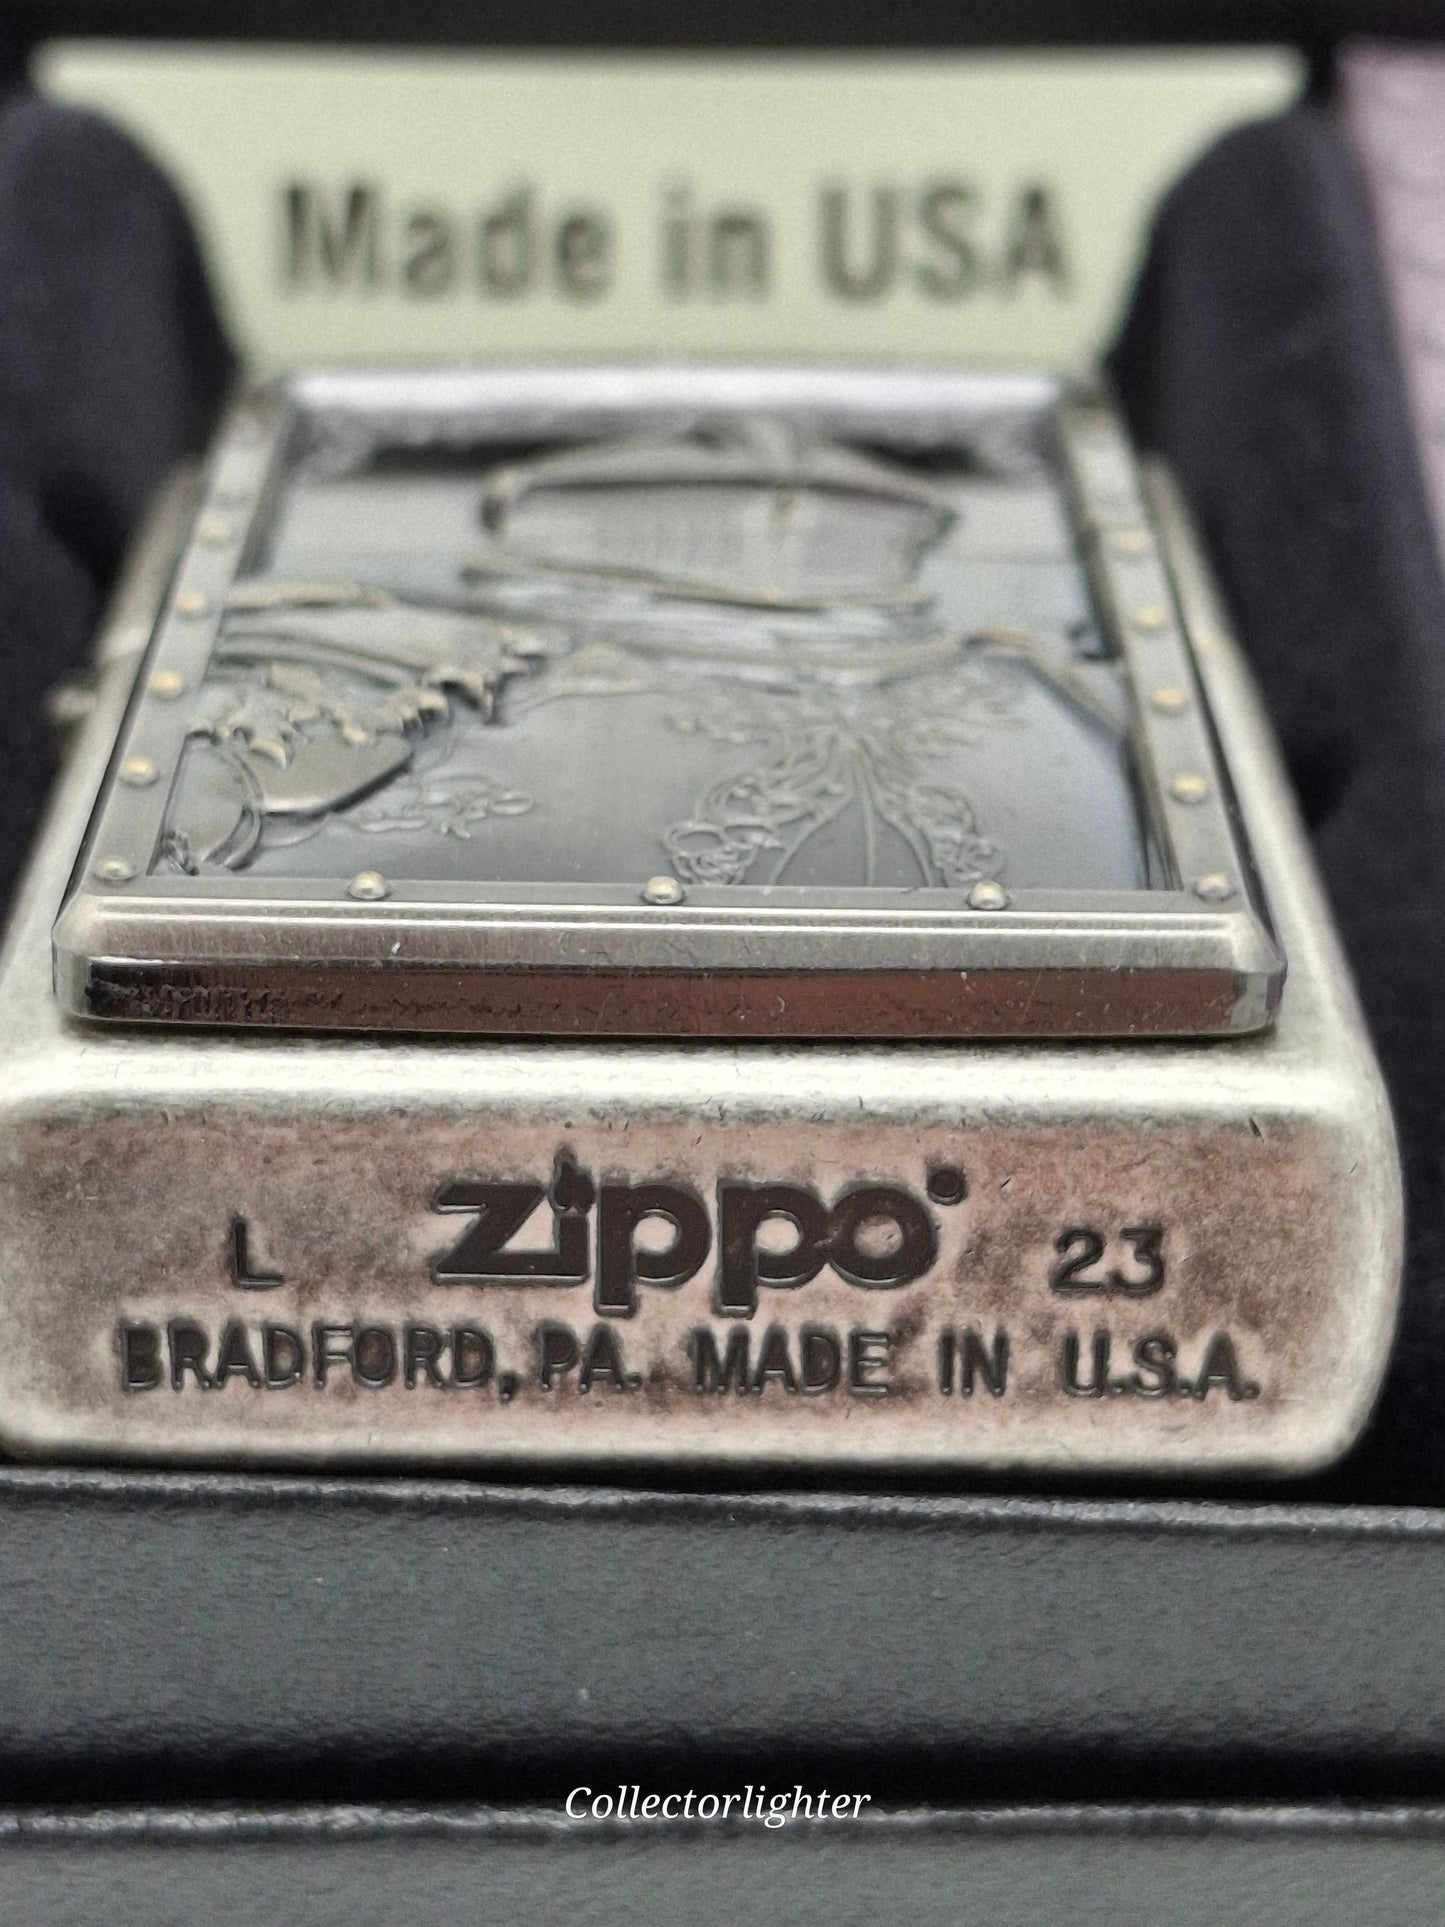 Made in USA
L zippo 23
BRADFORD, PA. MADE IN U.S.A.
Collectorlighter